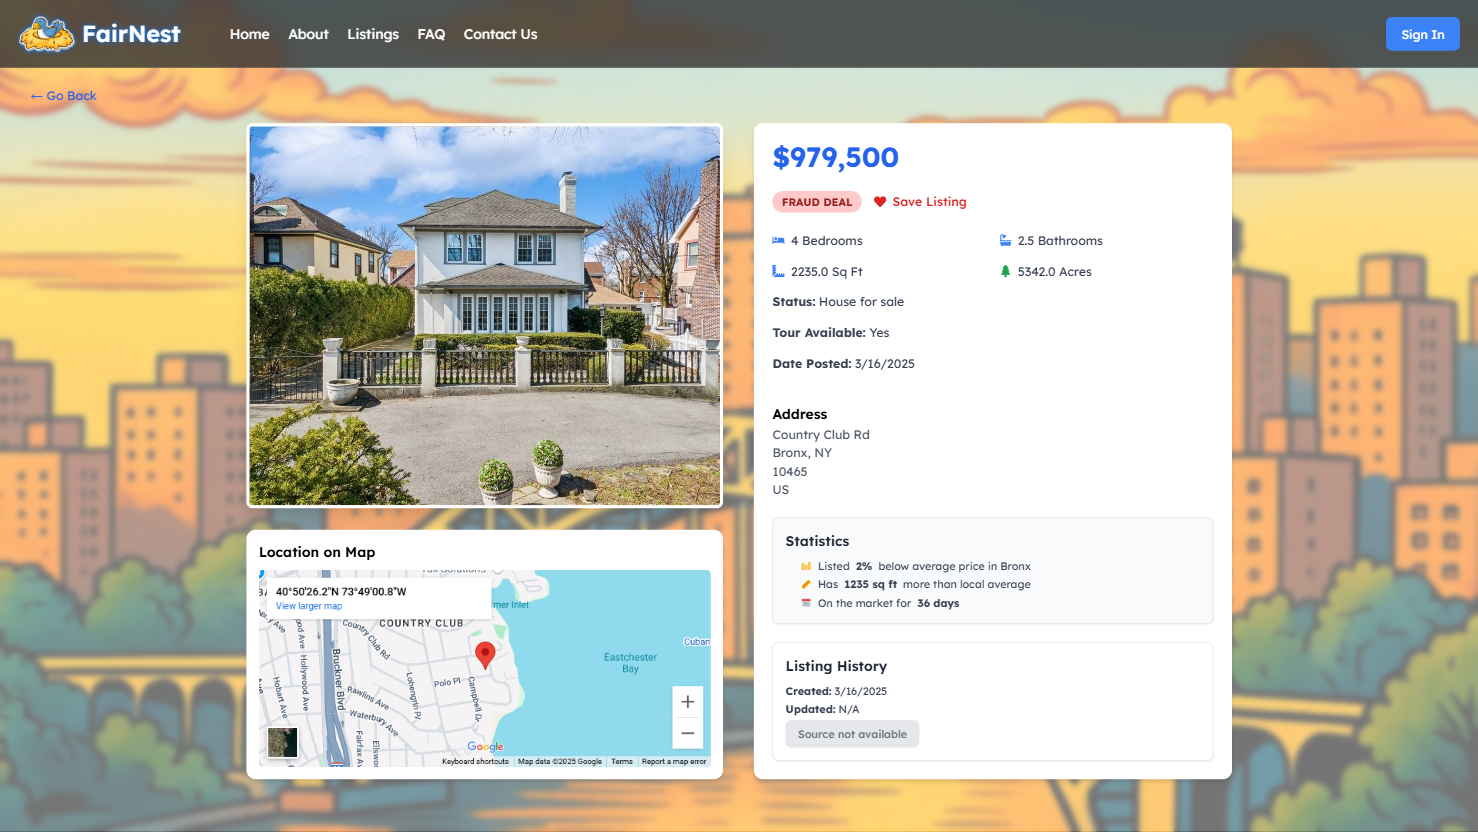 FairNest
Home About Listings FAQ Contact Us
Sign In
← Go Back
$979,500
FRAUD DEAL Save Listing
4 Bedrooms 2.5 Bathrooms
2235.0 Sq Ft 5342.0 Acres
Status: House for sale
Tour Available: Yes
Date Posted: 3/16/2025
Address
Country Club Rd
Bronx, NY
10465
US
Statistics
Listed 2% below average price in Bronx
Has 1235 sq ft more than local average
On the market for 36 days
Listing History
Created: 3/16/2025
Updated: N/A
Source not available
Location on Map
40°50'26.2"N 73°49'00.8"W
View larger map
COUNTRY CLUB
Country Club Rd
Bruckner Blvd
Hollywood Ave
Hobart Ave
Rawlins Ave
Waterbury Ave
Fairfax Ave
Lohengrin Pl
Polo Pl
Campbell Dr
Inlet
Eastchester
Bay
Cuban
Google
Keyboard shortcuts Map data ©2025 Google Terms Report a map error